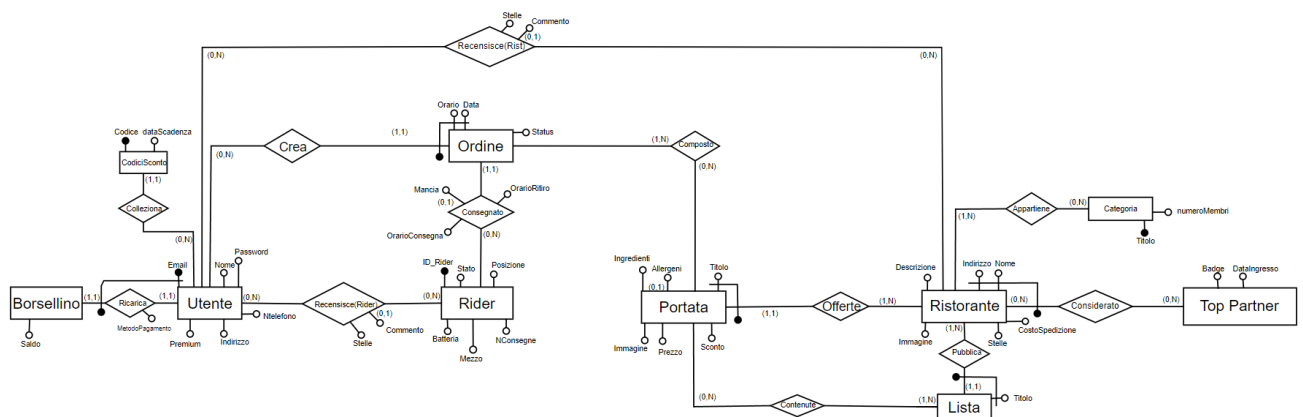 Stelle
Commento
(0,1)
Recensisce(Rist)
(0,N)
(0,N)
Codice
dataScadenza
CodiciSconto
(1,1)
Colleziona
(0,N)
Crea
(0,N)
(1,1)
Orario
Data
Status
Ordine
(1,1)
(1,N)
Composto
(0,N)
Mancia
(0,1)
OrarioRitiro
Consegnato
OrarioConsegna
(0,N)
Appartiene
(1,N)
(0,N)
Categoria
numeroMembri
Titolo
Borsellino
Saldo
(1,1)
Ricarica
MetodoPagamento
(1,1)
Email
Nome
Password
Utente
Ntelefono
Premium
Indirizzo
(0,N)
Recensisce(Rider)
(0,1)
Commento
Stelle
(0,N)
ID_Rider
Stato
Posizione
Rider
Batteria
Mezzo
NConsegne
Ingredienti
Allergeni
(0,1)
Titolo
Portata
Immagine
Prezzo
Sconto
(1,1)
Offerte
(1,N)
Descrizione
Indirizzo
Nome
Ristorante
Immagine
CostoSpedizione
Stelle
(0,N)
Considerato
(0,N)
Badge
DataIngresso
Top Partner
(1,N)
Pubblica
(1,1)
(0,N)
Contenute
(1,N)
Lista
Titolo